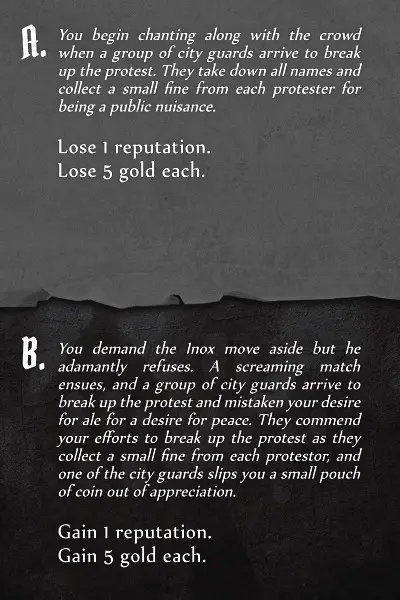 A. You begin chanting along with the crowd
when a group of city guards arrive to break
up the protest. They take down all names and
collect a small fine from each protester for
being a public nuisance.
Lose 1 reputation.
Lose 5 gold each.
B. You demand the Inox move aside but he
adamantly refuses. A screaming match
ensues, and a group of city guards arrive to
break up the protest and mistaken your desire
for ale for a desire for peace. They commend
your efforts to break up the protest as they
collect a small fine from each protestor, and
one of the city guards slips you a small pouch
of coin out of appreciation.
Gain 1 reputation.
Gain 5 gold each.